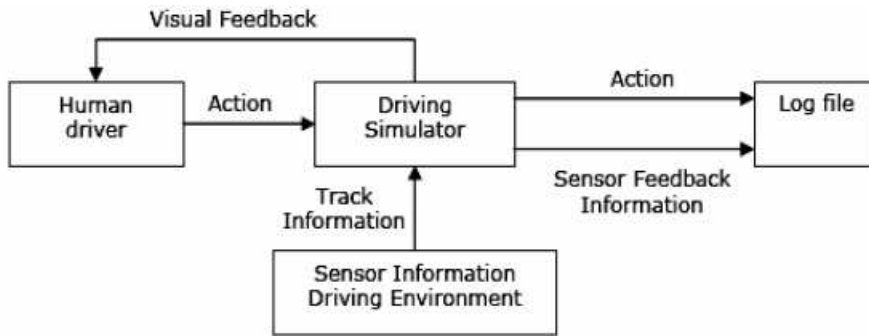 Visual Feedback
Human
driver
Action
Driving
Simulator
Action
Log file
Sensor Feedback
Information
Track
Information
Sensor Information
Driving Environment